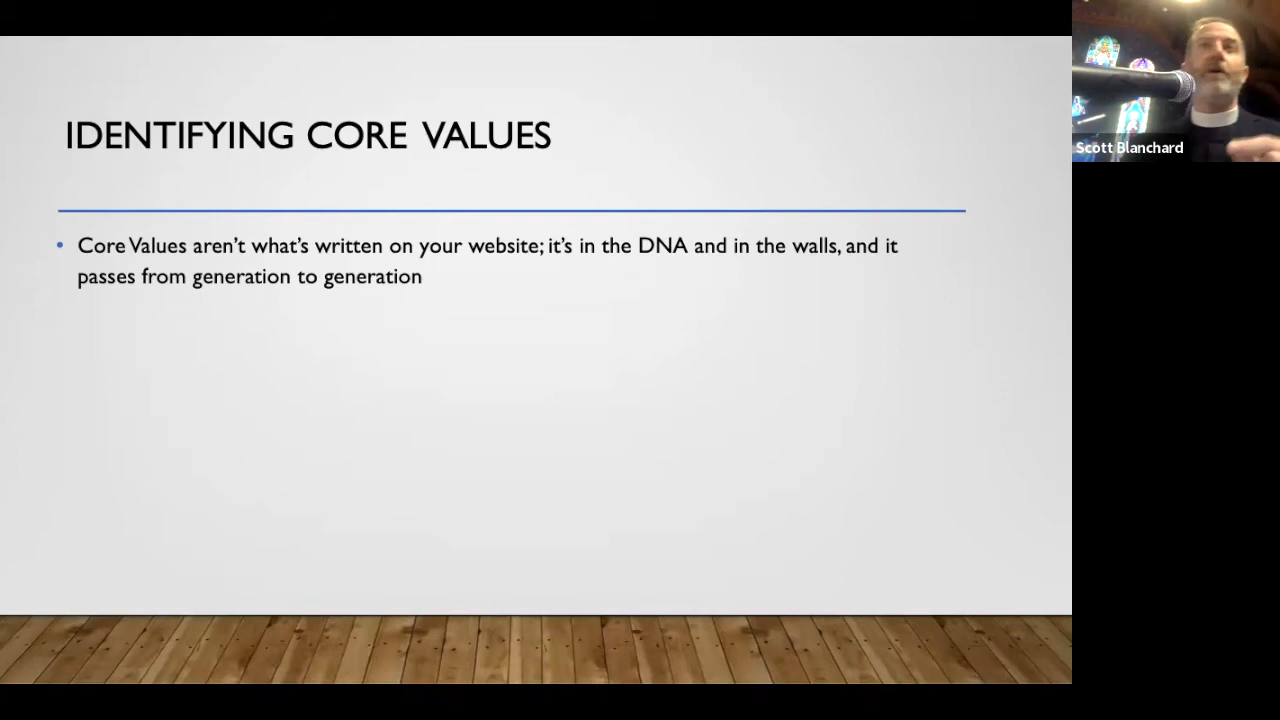 IDENTIFYING CORE VALUES
Core Values aren't what's written on your website; it's in the DNA and in the walls, and it
passes from generation to generation
Scott Blanchard